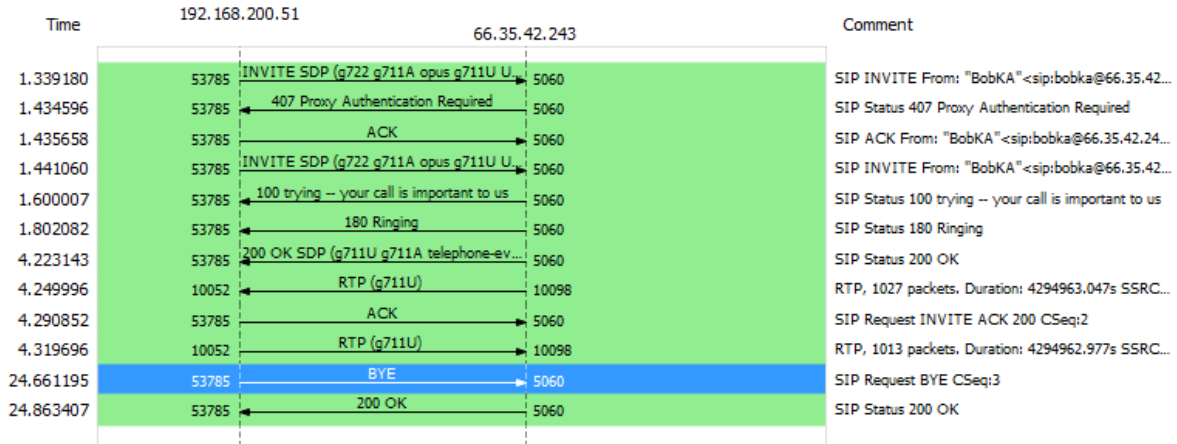 Time 192.168.200.51 66.35.42.243 Comment
1.339180 53785 INVITE SDP (g722 g711A opus g711U U... 5060 SIP INVITE From: "BobKA"<sip:bobka@66.35.42...
1.434596 53785 407 Proxy Authentication Required 5060 SIP Status 407 Proxy Authentication Required
1.435658 53785 ACK 5060 SIP ACK From: "BobKA"<sip:bobka@66.35.42.24...
1.441060 53785 INVITE SDP (g722 g711A opus g711U U... 5060 SIP INVITE From: "BobKA"<sip:bobka@66.35.42...
1.600007 53785 100 trying -- your call is important to us 5060 SIP Status 100 trying -- your call is important to us
1.802082 53785 180 Ringing 5060 SIP Status 180 Ringing
4.223143 53785 200 OK SDP (g711U g711A telephone-ev... 5060 SIP Status 200 OK
4.249996 10052 RTP (g711U) 10098 RTP, 1027 packets. Duration: 4294963.047s SSRC...
4.290852 53785 ACK 5060 SIP Request INVITE ACK 200 CSeq:2
4.319696 10052 RTP (g711U) 10098 RTP, 1013 packets. Duration: 4294962.977s SSRC...
24.661195 53785 BYE 5060 SIP Request BYE CSeq:3
24.863407 53785 200 OK 5060 SIP Status 200 OK